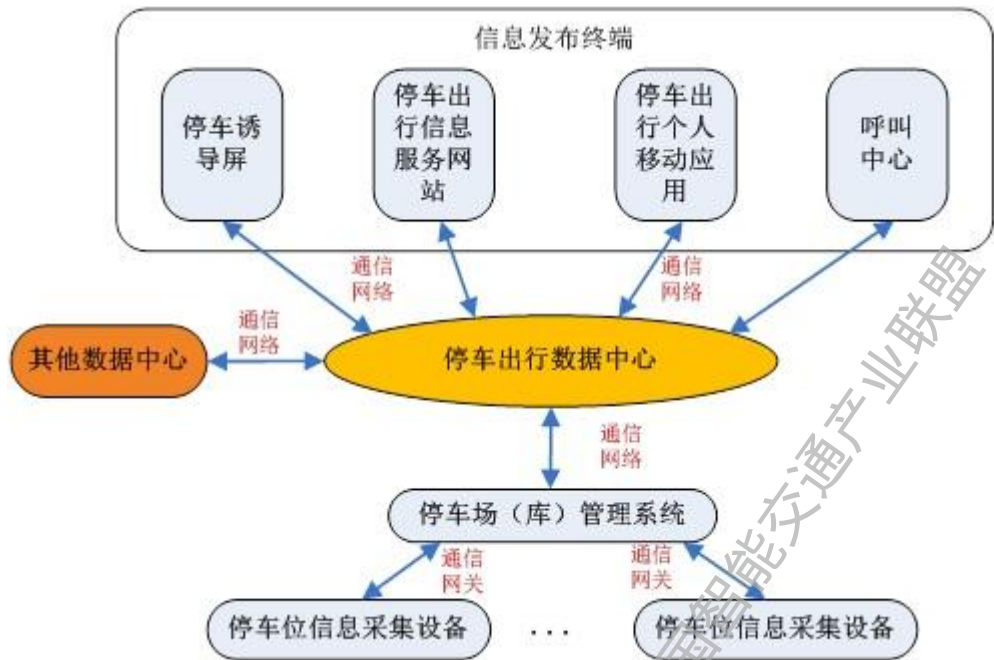 信息发布终端
停车诱
导屏
停车出
行信息
服务网
站
停车出
行个人
移动应
用
呼叫
中心
通信
网络
通信
网络
通信
网络
其他数据中心
停车出行数据中心
通信
网络
停车场（库）管理系统
通信
网关
通信
网关
停车位信息采集设备
...
停车位信息采集设备
智能交通产业联盟